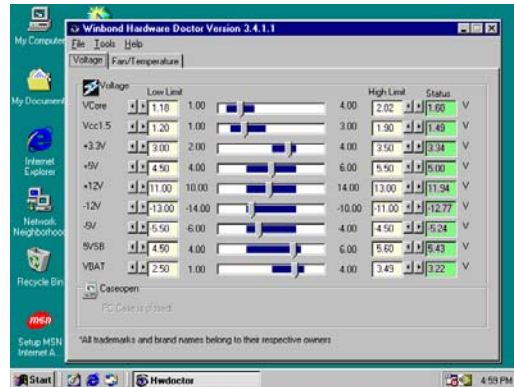 My Computer
My Document
Internet
Explorer
Network
Neighborhoo
Recycle Bin
msn
Setup MSN
Internet A...
Winbond Hardware Doctor Version 3.4.1.1
File Tools Help
Voltage Fan/Temperature
Voltage Low Limit High Limit Status
VCore 1.18 1.00 4.00 2.02 1.60 V
Vcc1.5 1.20 1.00 3.00 1.90 1.49 V
+3.3V 3.00 2.00 4.00 3.50 3.34 V
+5V 4.50 4.00 6.00 5.50 5.00 V
+12V 11.00 10.00 14.00 13.00 11.94 V
-12V -13.00 -14.00 -10.00 -11.00 -12.77 V
-5V -5.50 -6.00 -4.00 -4.50 -5.24 V
5VSB 4.50 4.00 6.00 5.60 5.43 V
VBAT 2.50 1.00 4.00 3.49 3.22 V
Caseopen
PC Case is closed
*All trademarks and brand names belong to their respective owners
Start Hwdoctor 4:59 PM